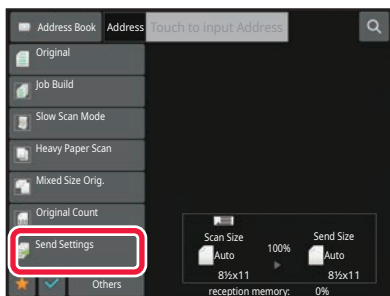 Address Book Address Touch to input Address
Original
Job Build
Slow Scan Mode
Heavy Paper Scan
Mixed Size Orig.
Original Count
Send Settings
Others
Scan Size 100% Send Size
Auto Auto
8½x11 8½x11
reception memory: 0%